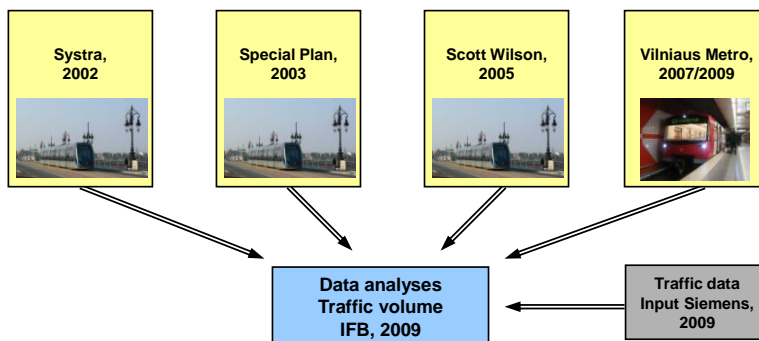 Systra,
2002
Special Plan,
2003
Scott Wilson,
2005
Vilniaus Metro,
2007/2009
Data analyses
Traffic volume
IFB, 2009
Traffic data
Input Siemens,
2009